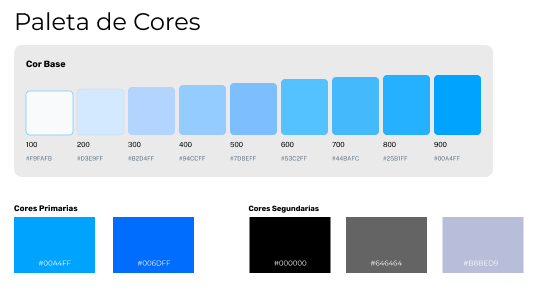 Paleta de Cores
Cor Base
100 200 300 400 500 600 700 800 900
#F9FAFB #D3E9FF #B2D4FF #94CCFF #7DBEFF #53C2FF #44BAFC #25B1FF #00A4FF
Cores Primarias Cores Segundarias
#00A4FF #006DFF #000000 #646464 #B8BED9